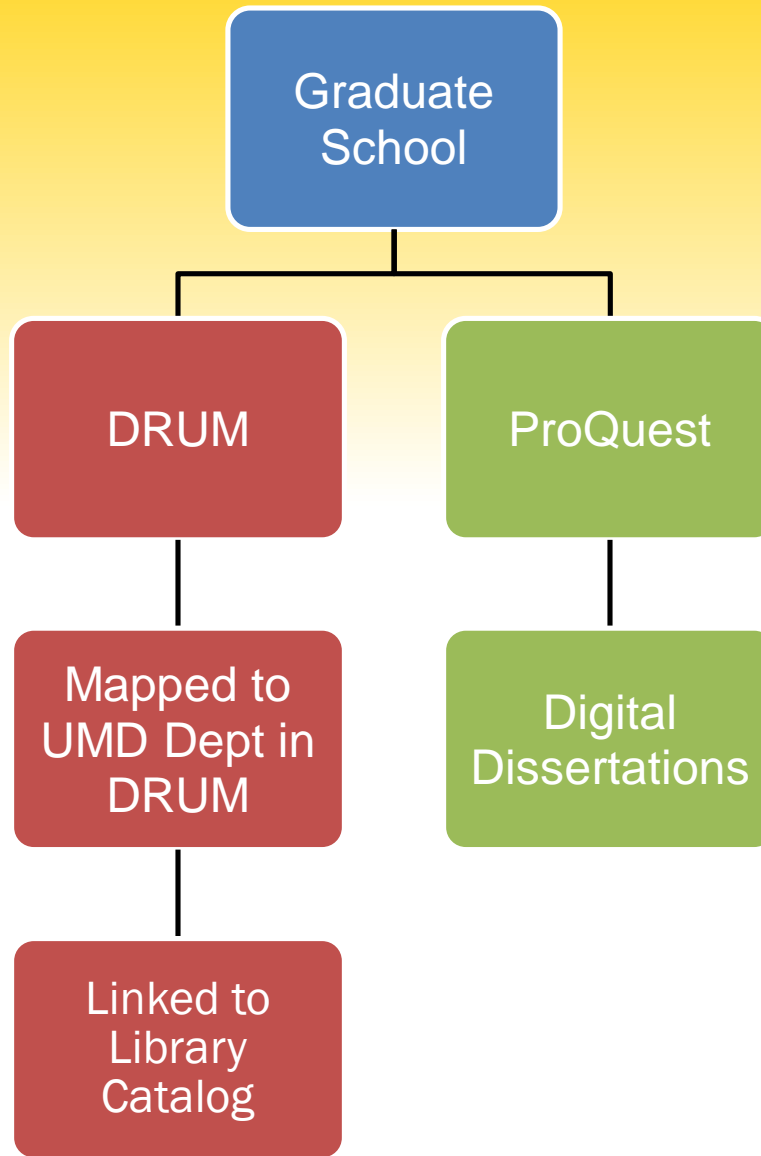 Graduate
School
DRUM
ProQuest
Mapped to
UMD Dept in
DRUM
Digital
Dissertations
Linked to
Library
Catalog